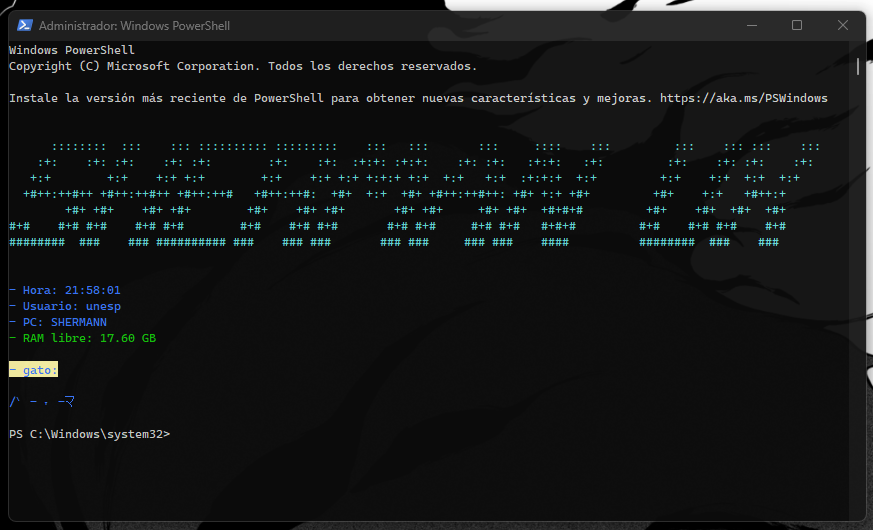 Administrador: Windows PowerShell
Windows PowerShell
Copyright (C) Microsoft Corporation. Todos los derechos reservados.
Instale la versión más reciente de PowerShell para obtener nuevas características y mejoras. https://aka.ms/PSWindows
SHERMAN OK
- Hora: 21:58:01
- Usuario: unesp
- PC: SHERMANN
- RAM libre: 17.60 GB
- gato:
PS C:\Windows\system32>